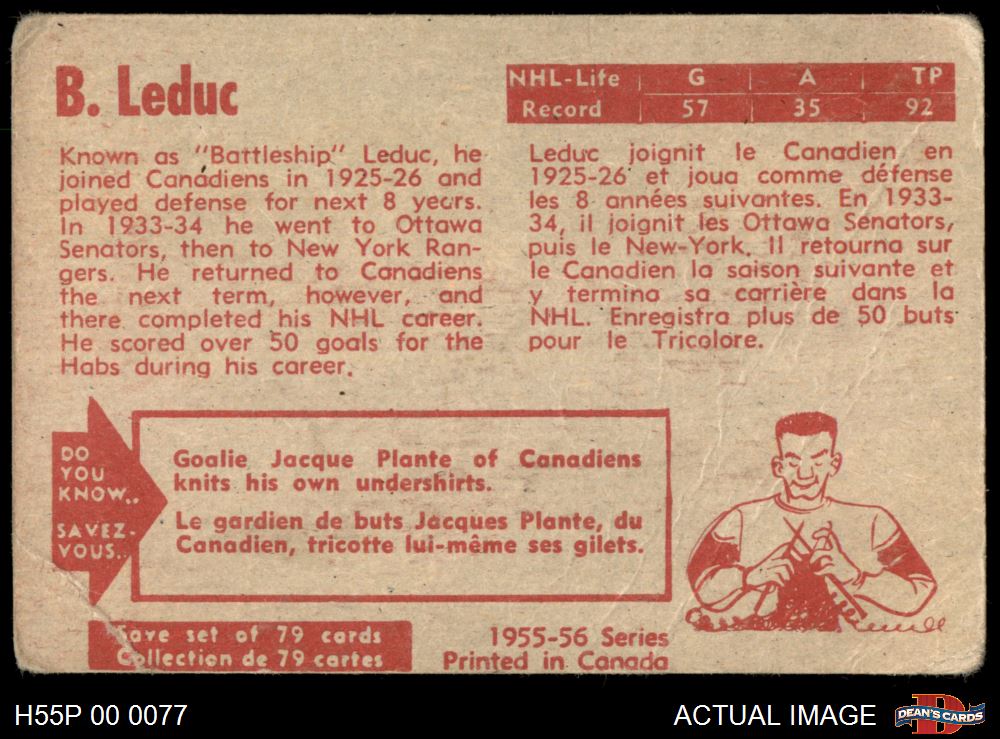 B. Leduc
NHL-Life G A TP
Record 57 35 92
Known as "Battleship" Leduc, he
joined Canadiens in 1925-26 and
played defense for next 8 years.
In 1933-34 he went to Ottawa
Senators, then to New York Ran-
gers. He returned to Canadiens
the next term, however, and
there completed his NHL career.
He scored over 50 goals for the
Habs during his career.
Leduc joignit le Canadien en
1925-26 et joua comme défense
les 8 années suivantes. En 1933-
34, il joignit les Ottawa Senators,
puis le New-York. Il retourna sur
le Canadien la saison suivante et
y termina sa carrière dans la
NHL. Enregistra plus de 50 buts
pour le Tricolore.
DO
YOU
KNOW..
SAVEZ-
VOUS..
Goalie Jacque Plante of Canadiens
knits his own undershirts.
Le gardien de buts Jacques Plante, du
Canadien, tricotte lui-même ses gilets.
Save set of 79 cards
Collection de 79 cartes
1955-56 Series
Printed in Canada
H55P 00 0077
ACTUAL IMAGE
D
DEAN'S CARDS